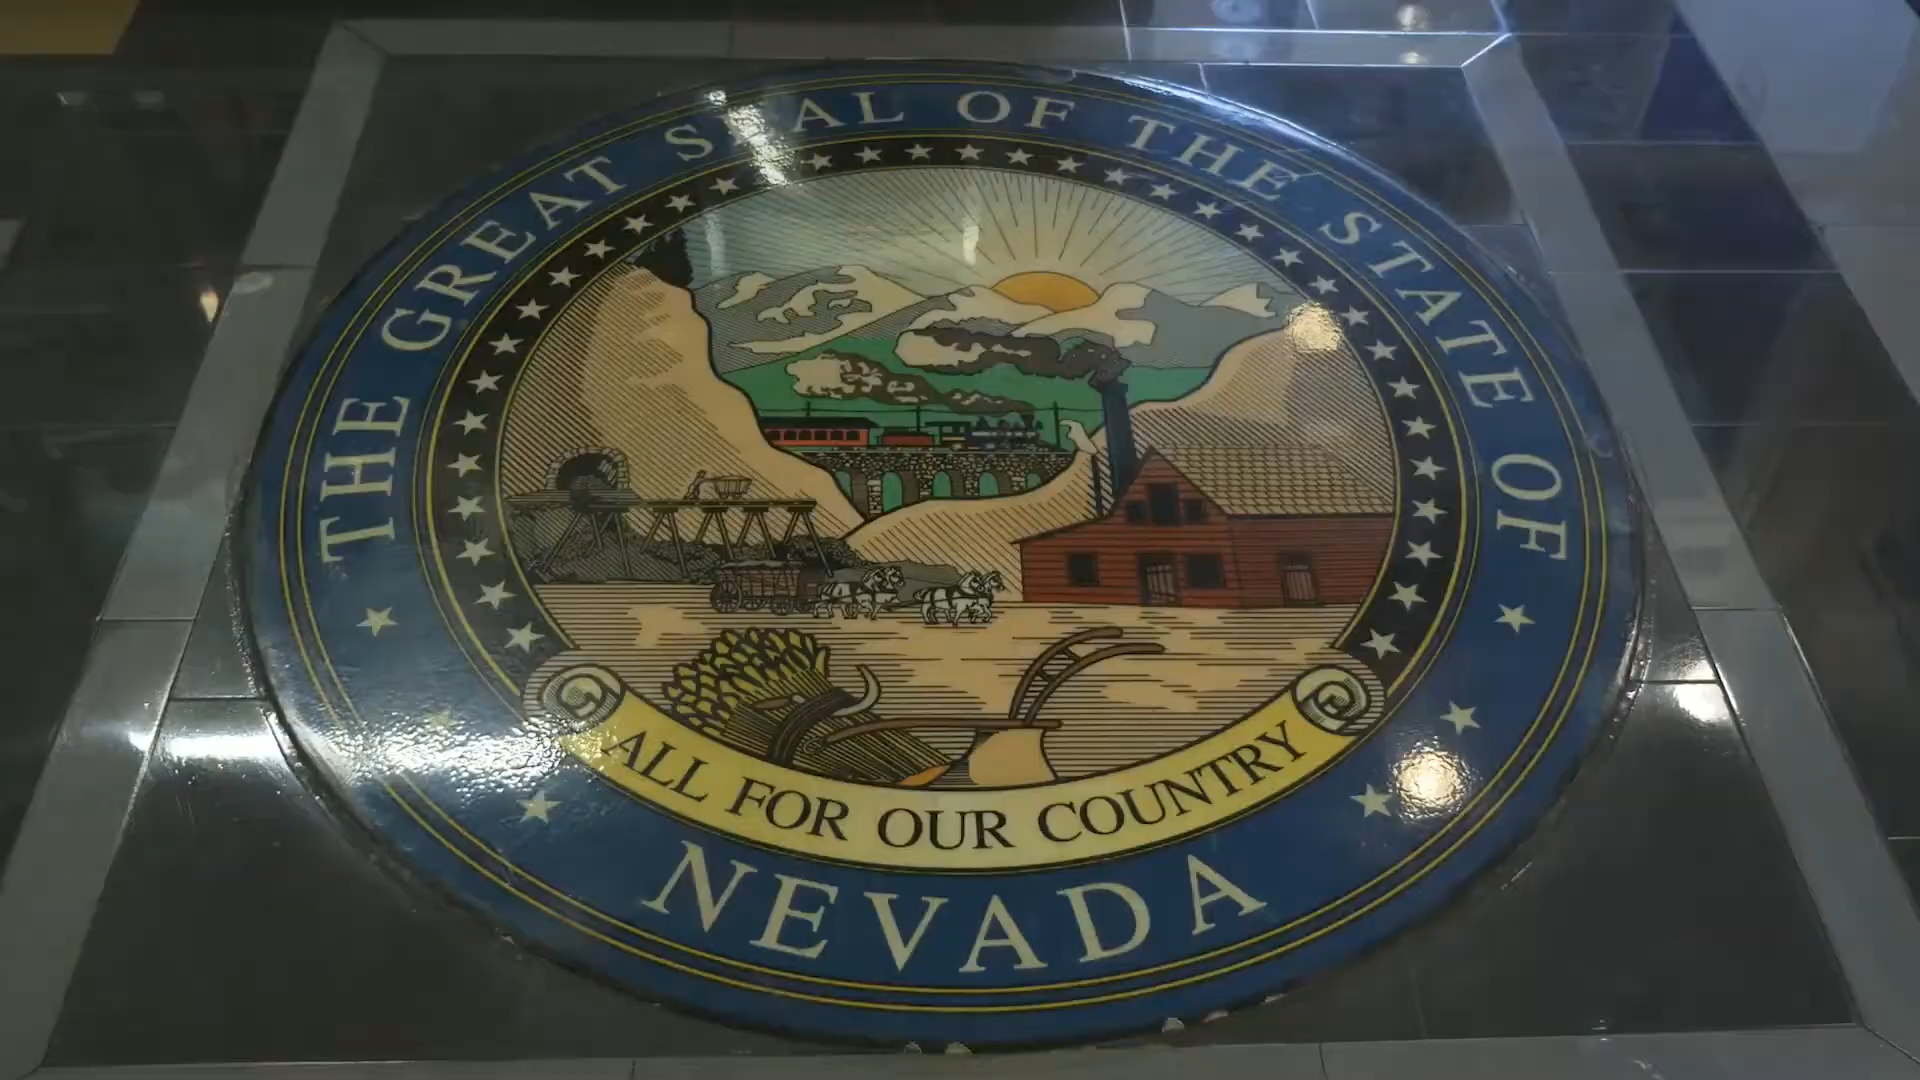 THE GREAT SEAL OF THE STATE OF
NEVADA
ALL FOR OUR COUNTRY